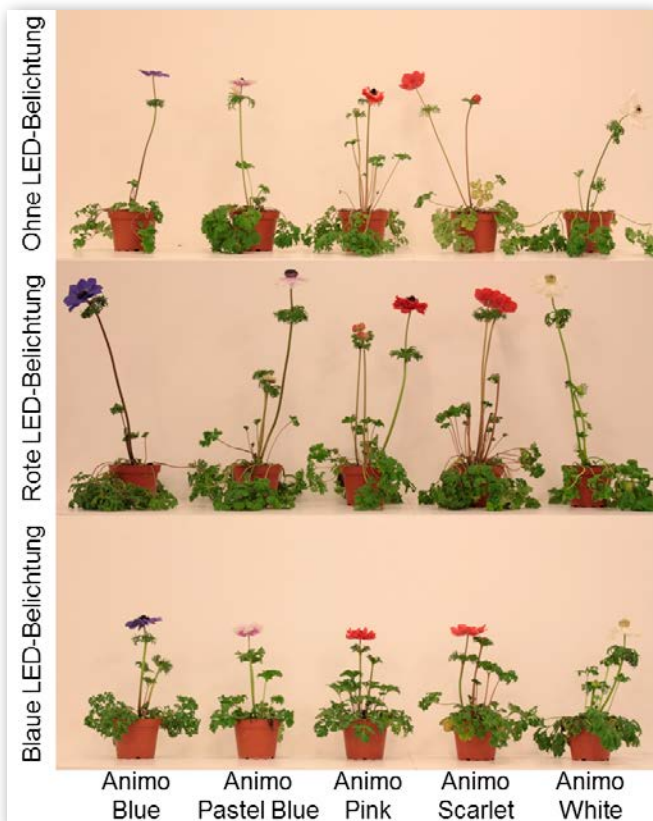 Ohne LED-Belichtung
Rote LED-Belichtung
Blaue LED-Belichtung
Animo
Blue
Animo
Pastel Blue
Animo
Pink
Animo
Scarlet
Animo
White